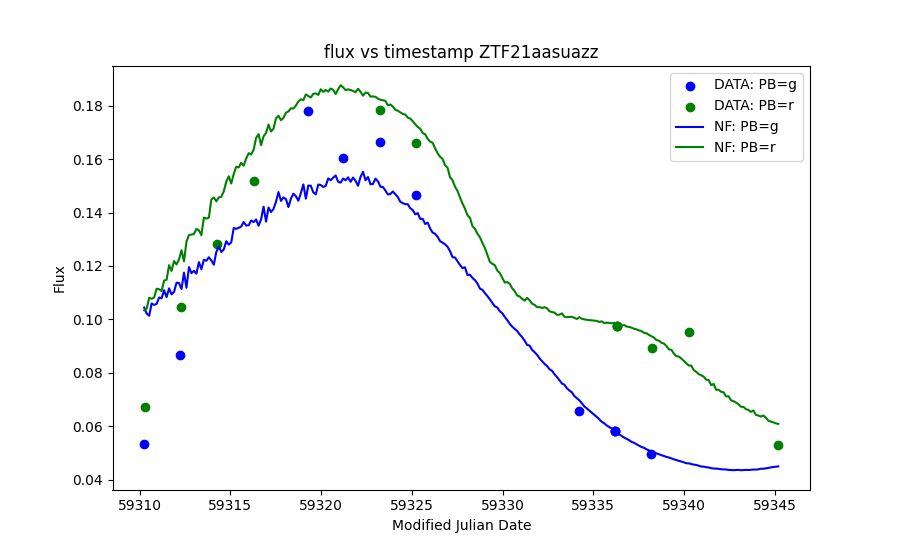 flux vs timestamp ZTF21aasuazz
DATA: PB=g
DATA: PB=r
NF: PB=g
NF: PB=r
Flux
0.18
0.16
0.14
0.12
0.10
0.08
0.06
0.04
59310 59315 59320 59325 59330 59335 59340 59345
Modified Julian Date